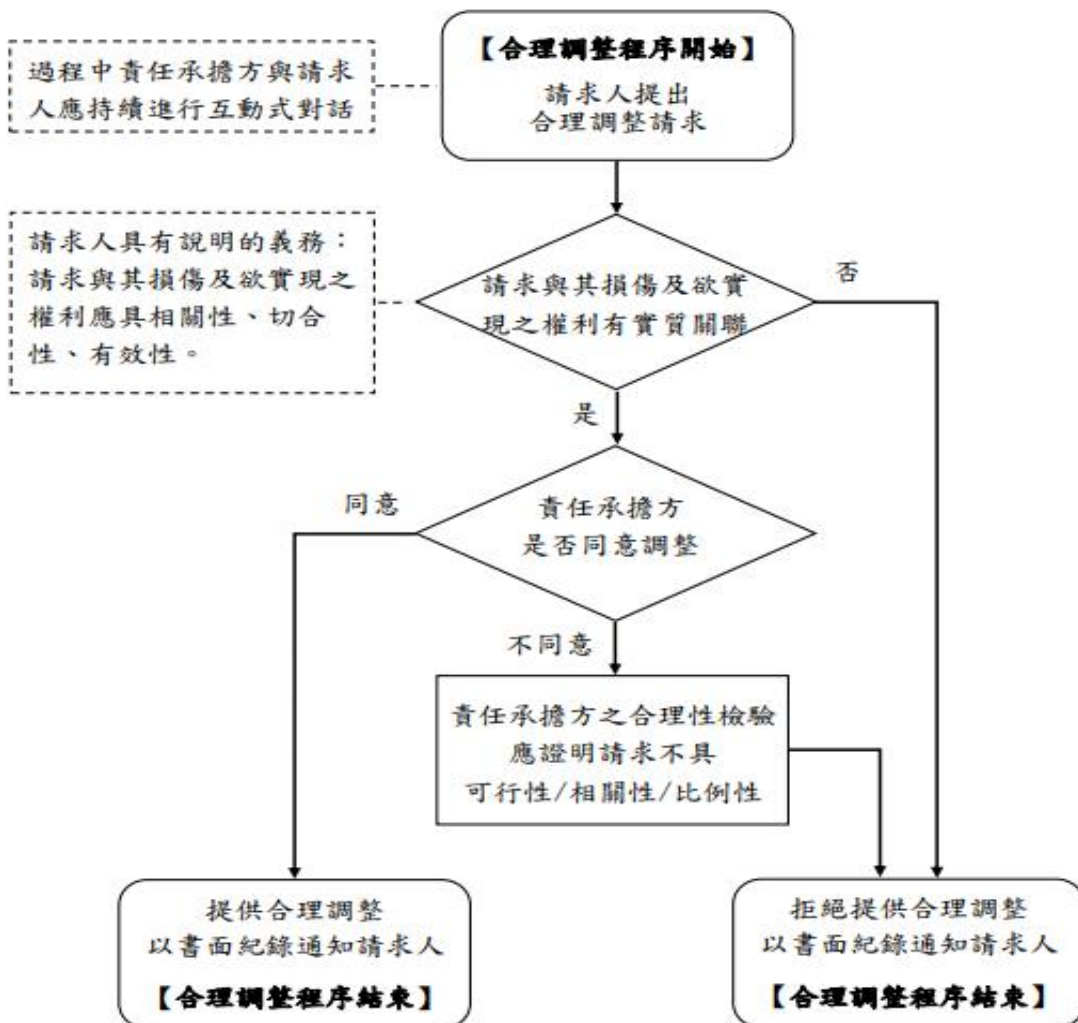 【合理調整程序開始】
請求人提出
合理調整請求
過程中責任承擔方與請求
人應持續進行互動式對話
請求人具有說明的義務：
請求與其損傷及欲實現之
權利應具相關性、切合
性、有效性。
請求與其損傷及欲實
現之權利有實質關聯
否
是
責任承擔方
是否同意調整
同意
不同意
責任承擔方之合理性檢驗
應證明請求不具
可行性/相關性/比例性
提供合理調整
以書面紀錄通知請求人
【合理調整程序結束】
拒絕提供合理調整
以書面紀錄通知請求人
【合理調整程序結束】